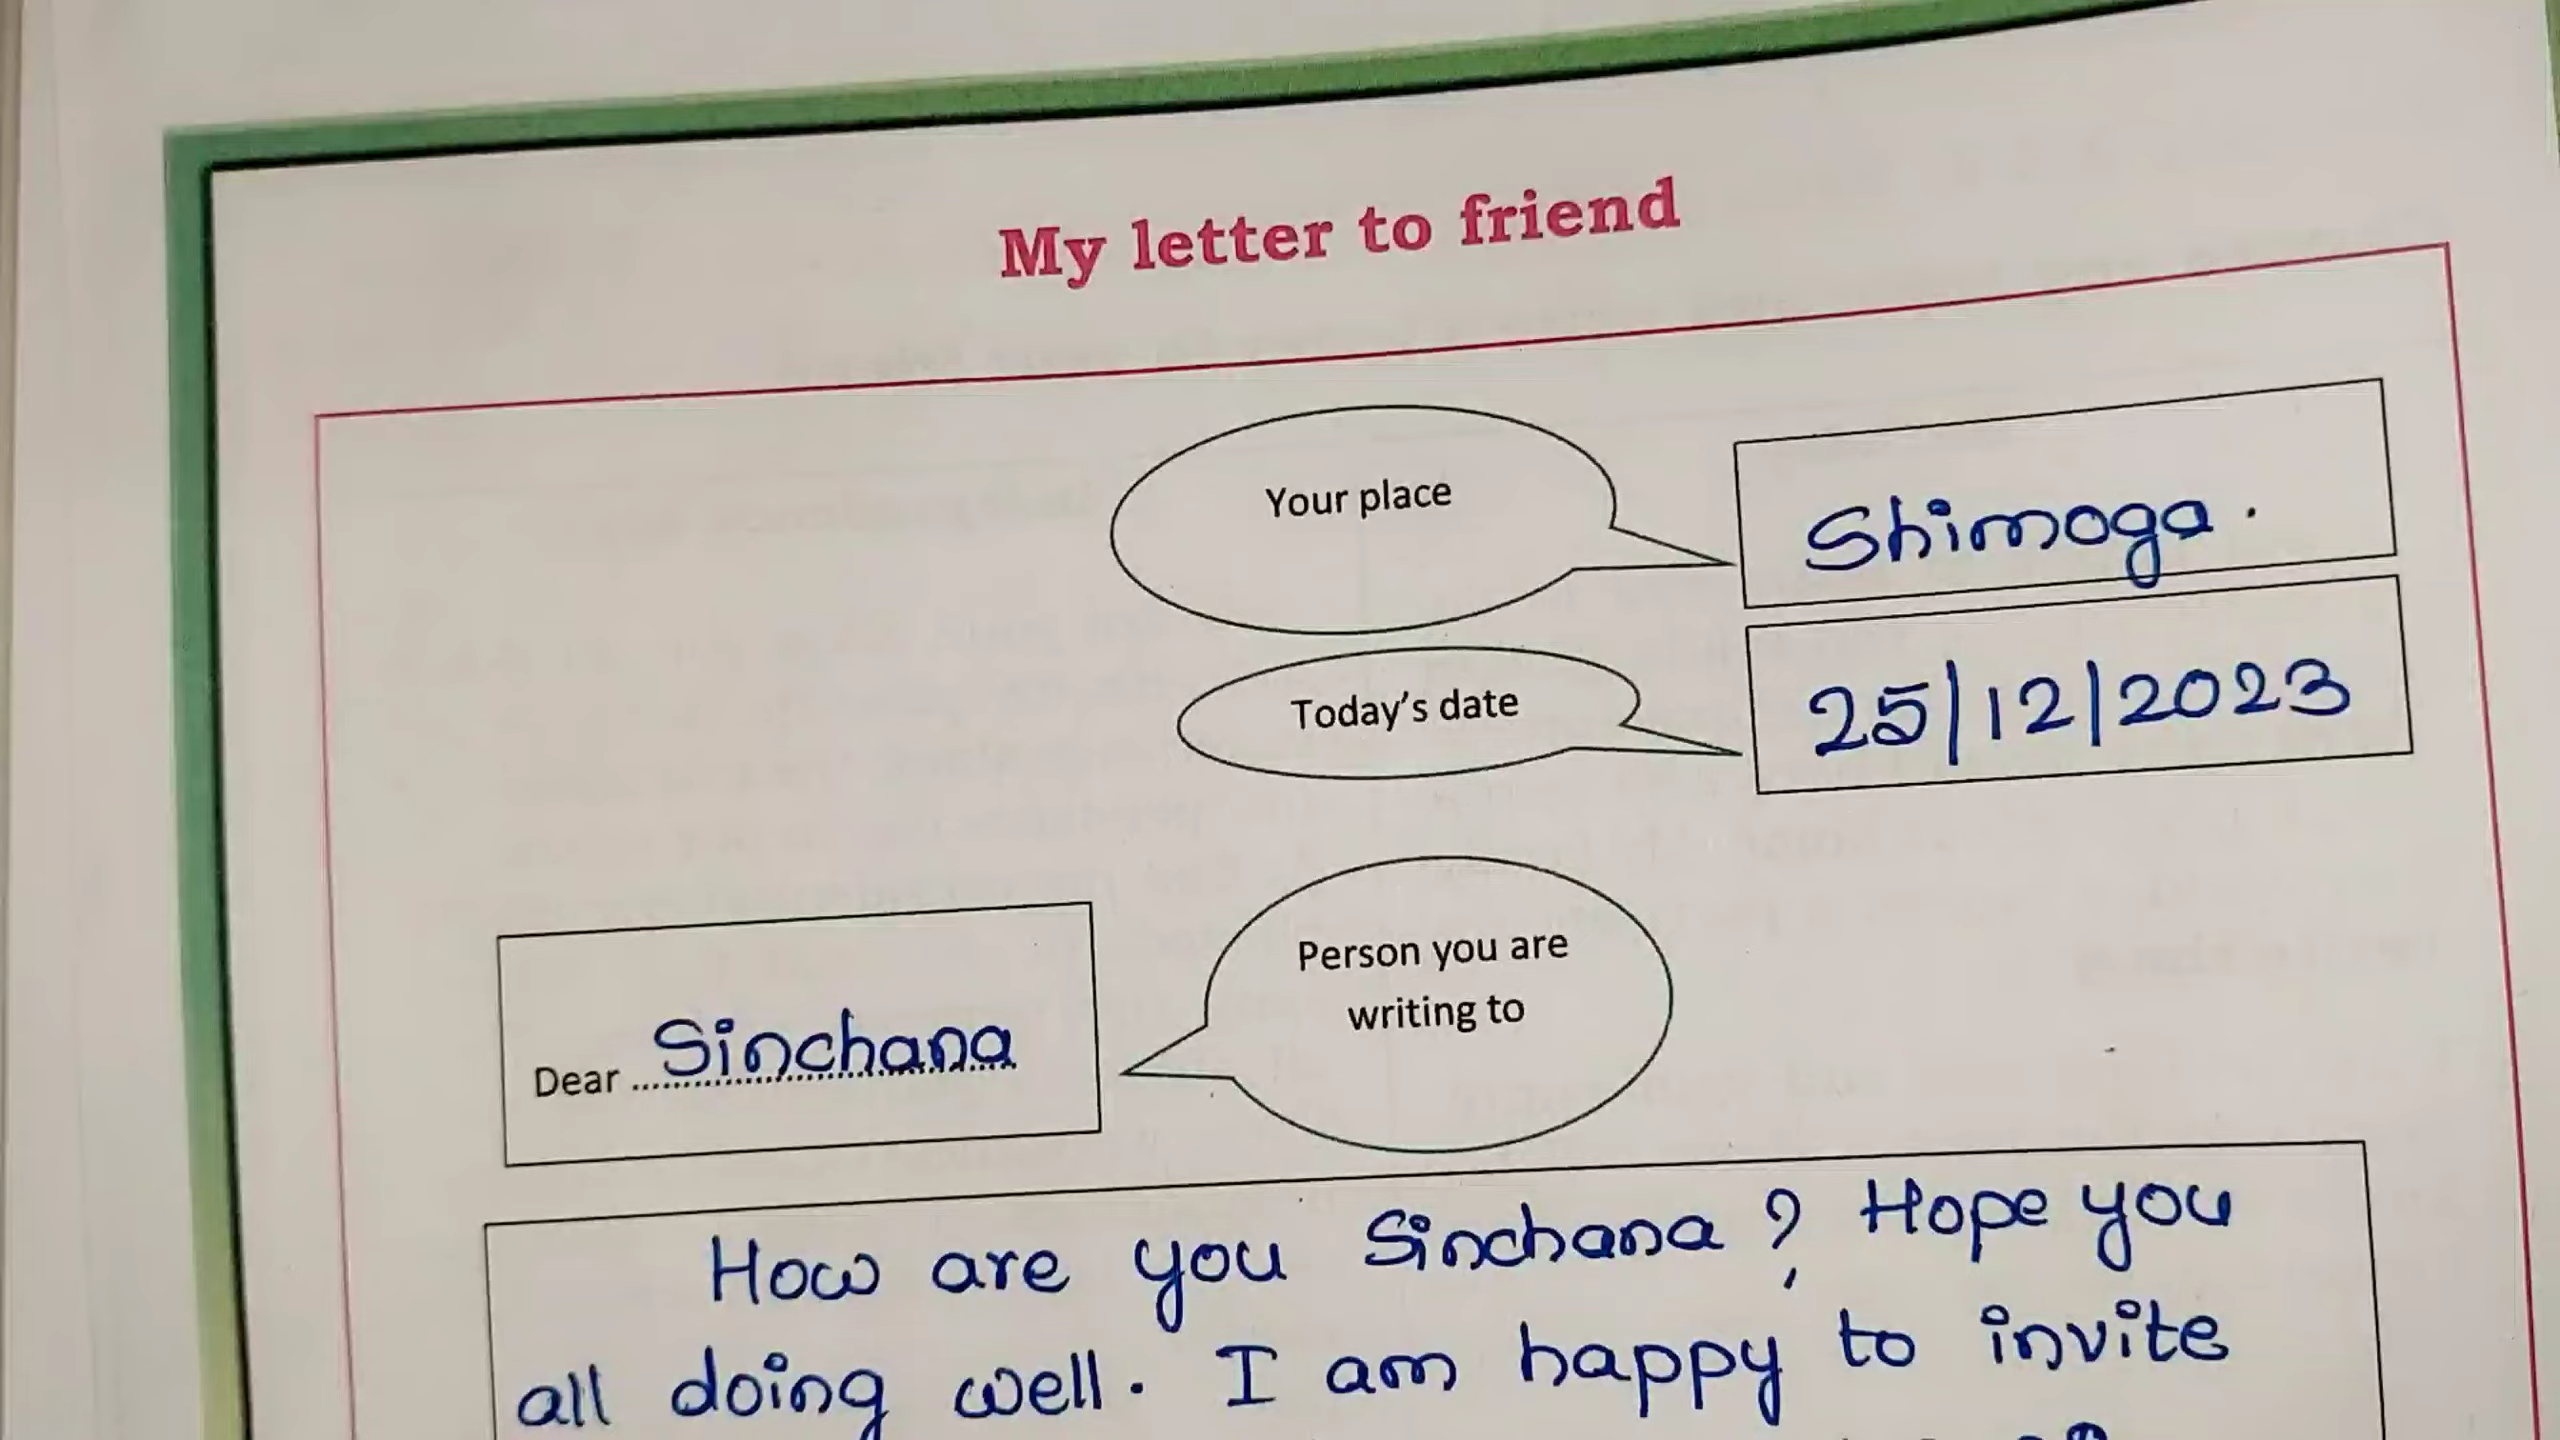 My letter to friend
Your place
Shimoga.
Today's date
25/12/2023
Dear ........ Sinchana
Person you are
writing to
How are you Sinchana? Hope you
all doing well. I am happy to invite